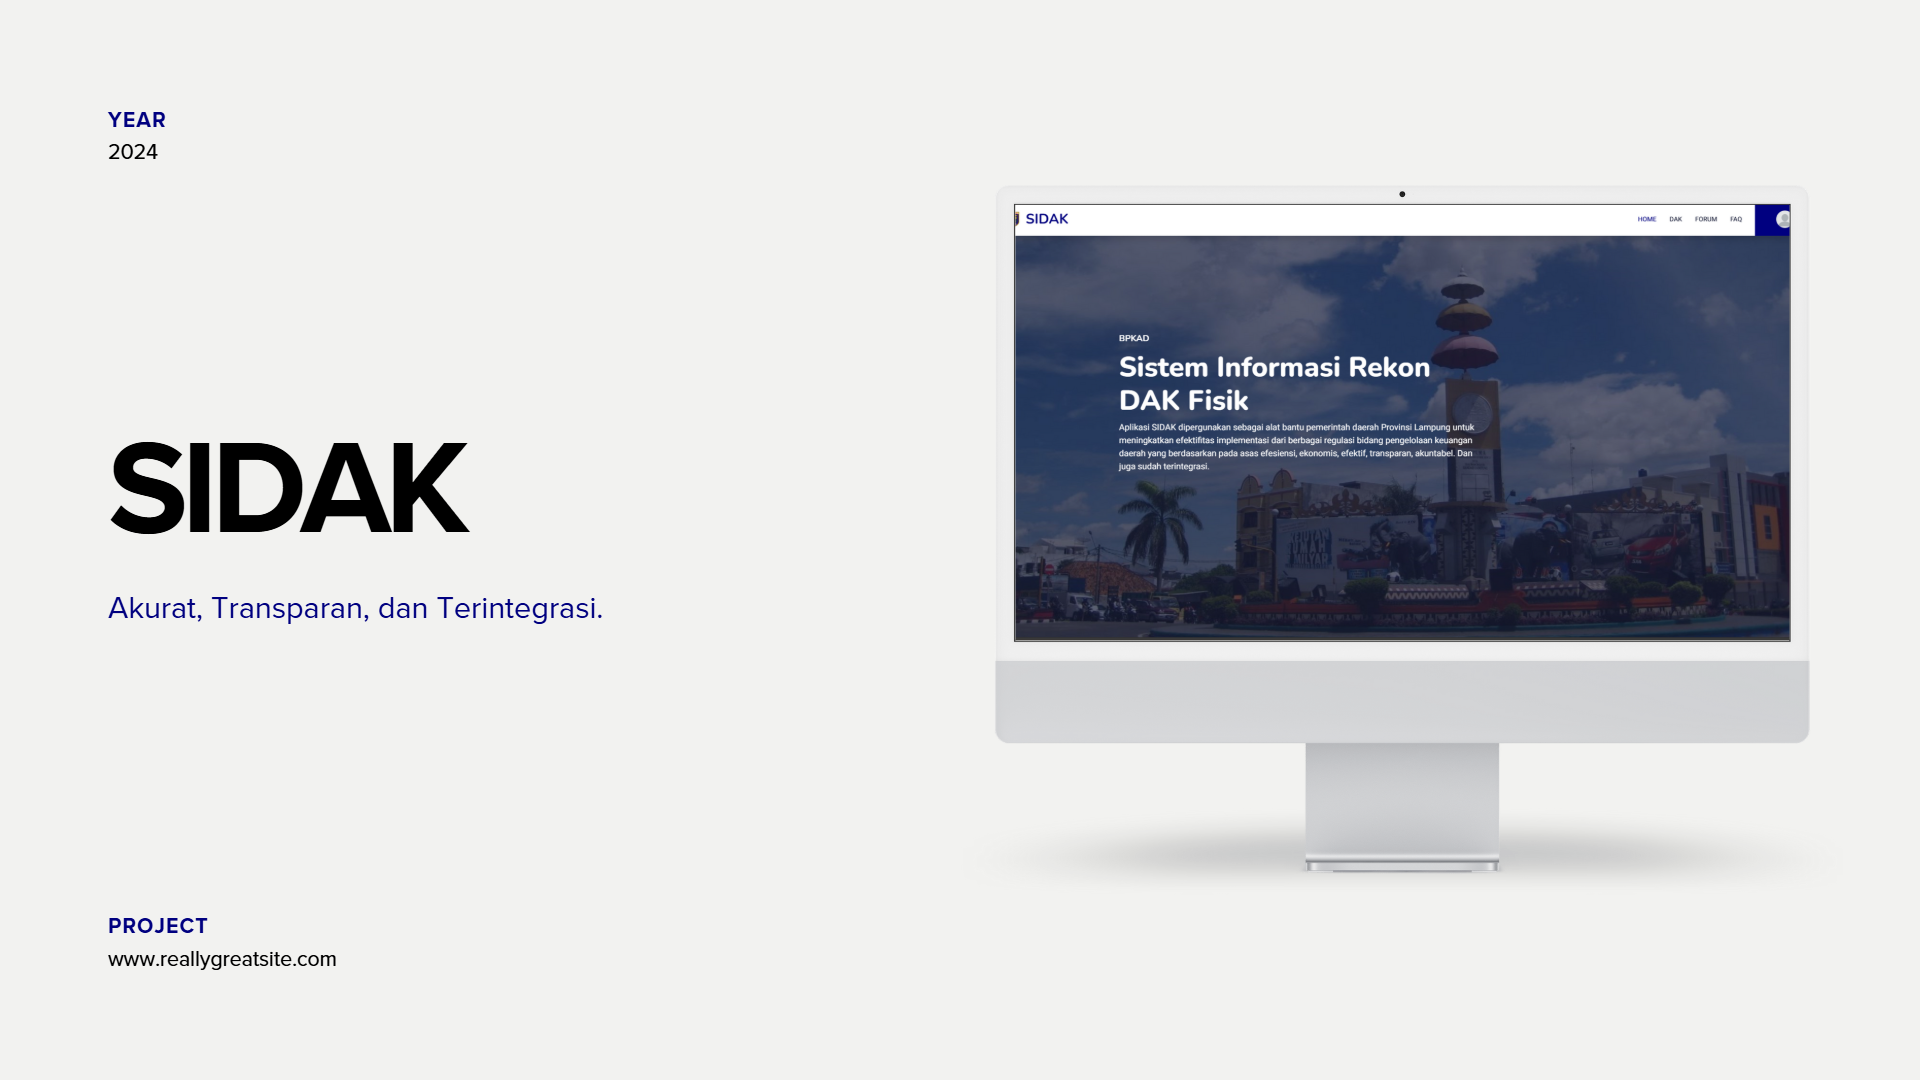 YEAR
2024
SIDAK
Akurat, Transparan, dan Terintegrasi.
PROJECT
www.reallygreatsite.com
SIDAK
HOME DAK FORUM FAQ
BPKAD
Sistem Informasi Rekon
DAK Fisik
Aplikasi SIDAK dipergunakan sebagai alat bantu pemerintah daerah Provinsi Lampung untuk
meningkatkan efektifitas implementasi dari berbagai regulasi bidang pengelolaan keuangan
daerah yang berdasarkan pada asas efesiensi, ekonomis, efektif, transparan, akuntabel. Dan
juga sudah terintegrasi.